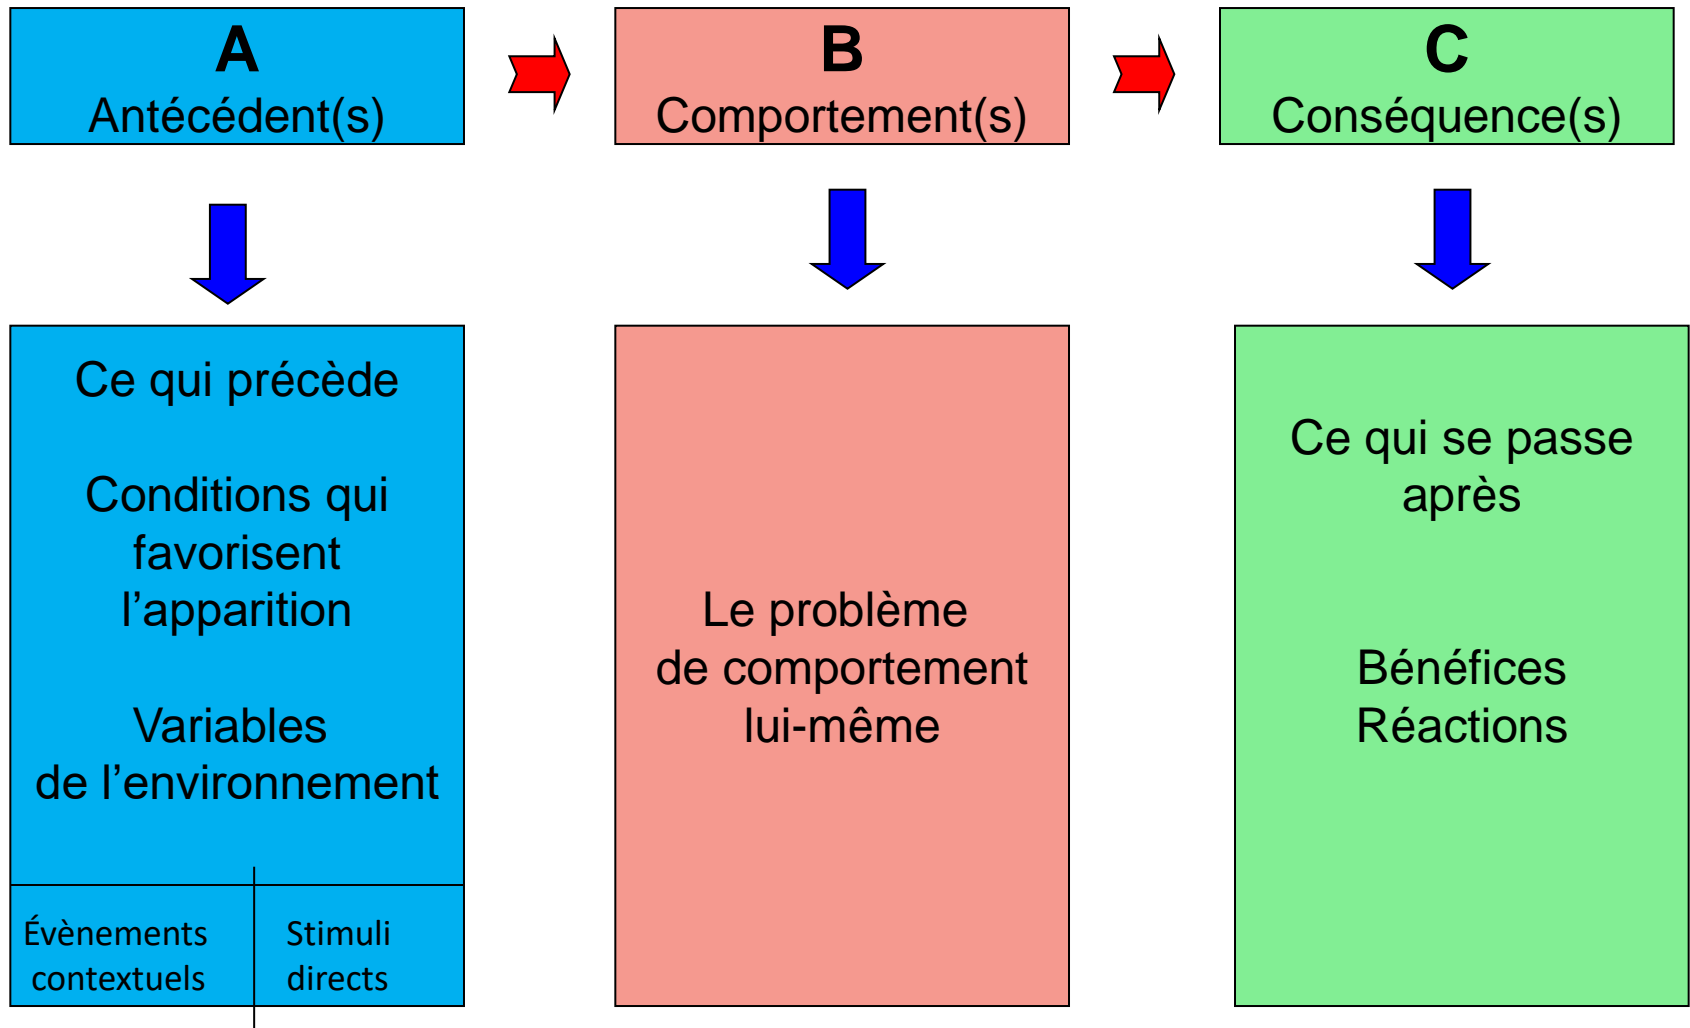 A
Antécédent(s)
B
Comportement(s)
C
Conséquence(s)
Ce qui précède
Conditions qui
favorisent
l’apparition
Variables
de l’environnement
Évènements
contextuels
Stimuli
directs
Le problème
de comportement
lui-même
Ce qui se passe
après
Bénéfices
Réactions